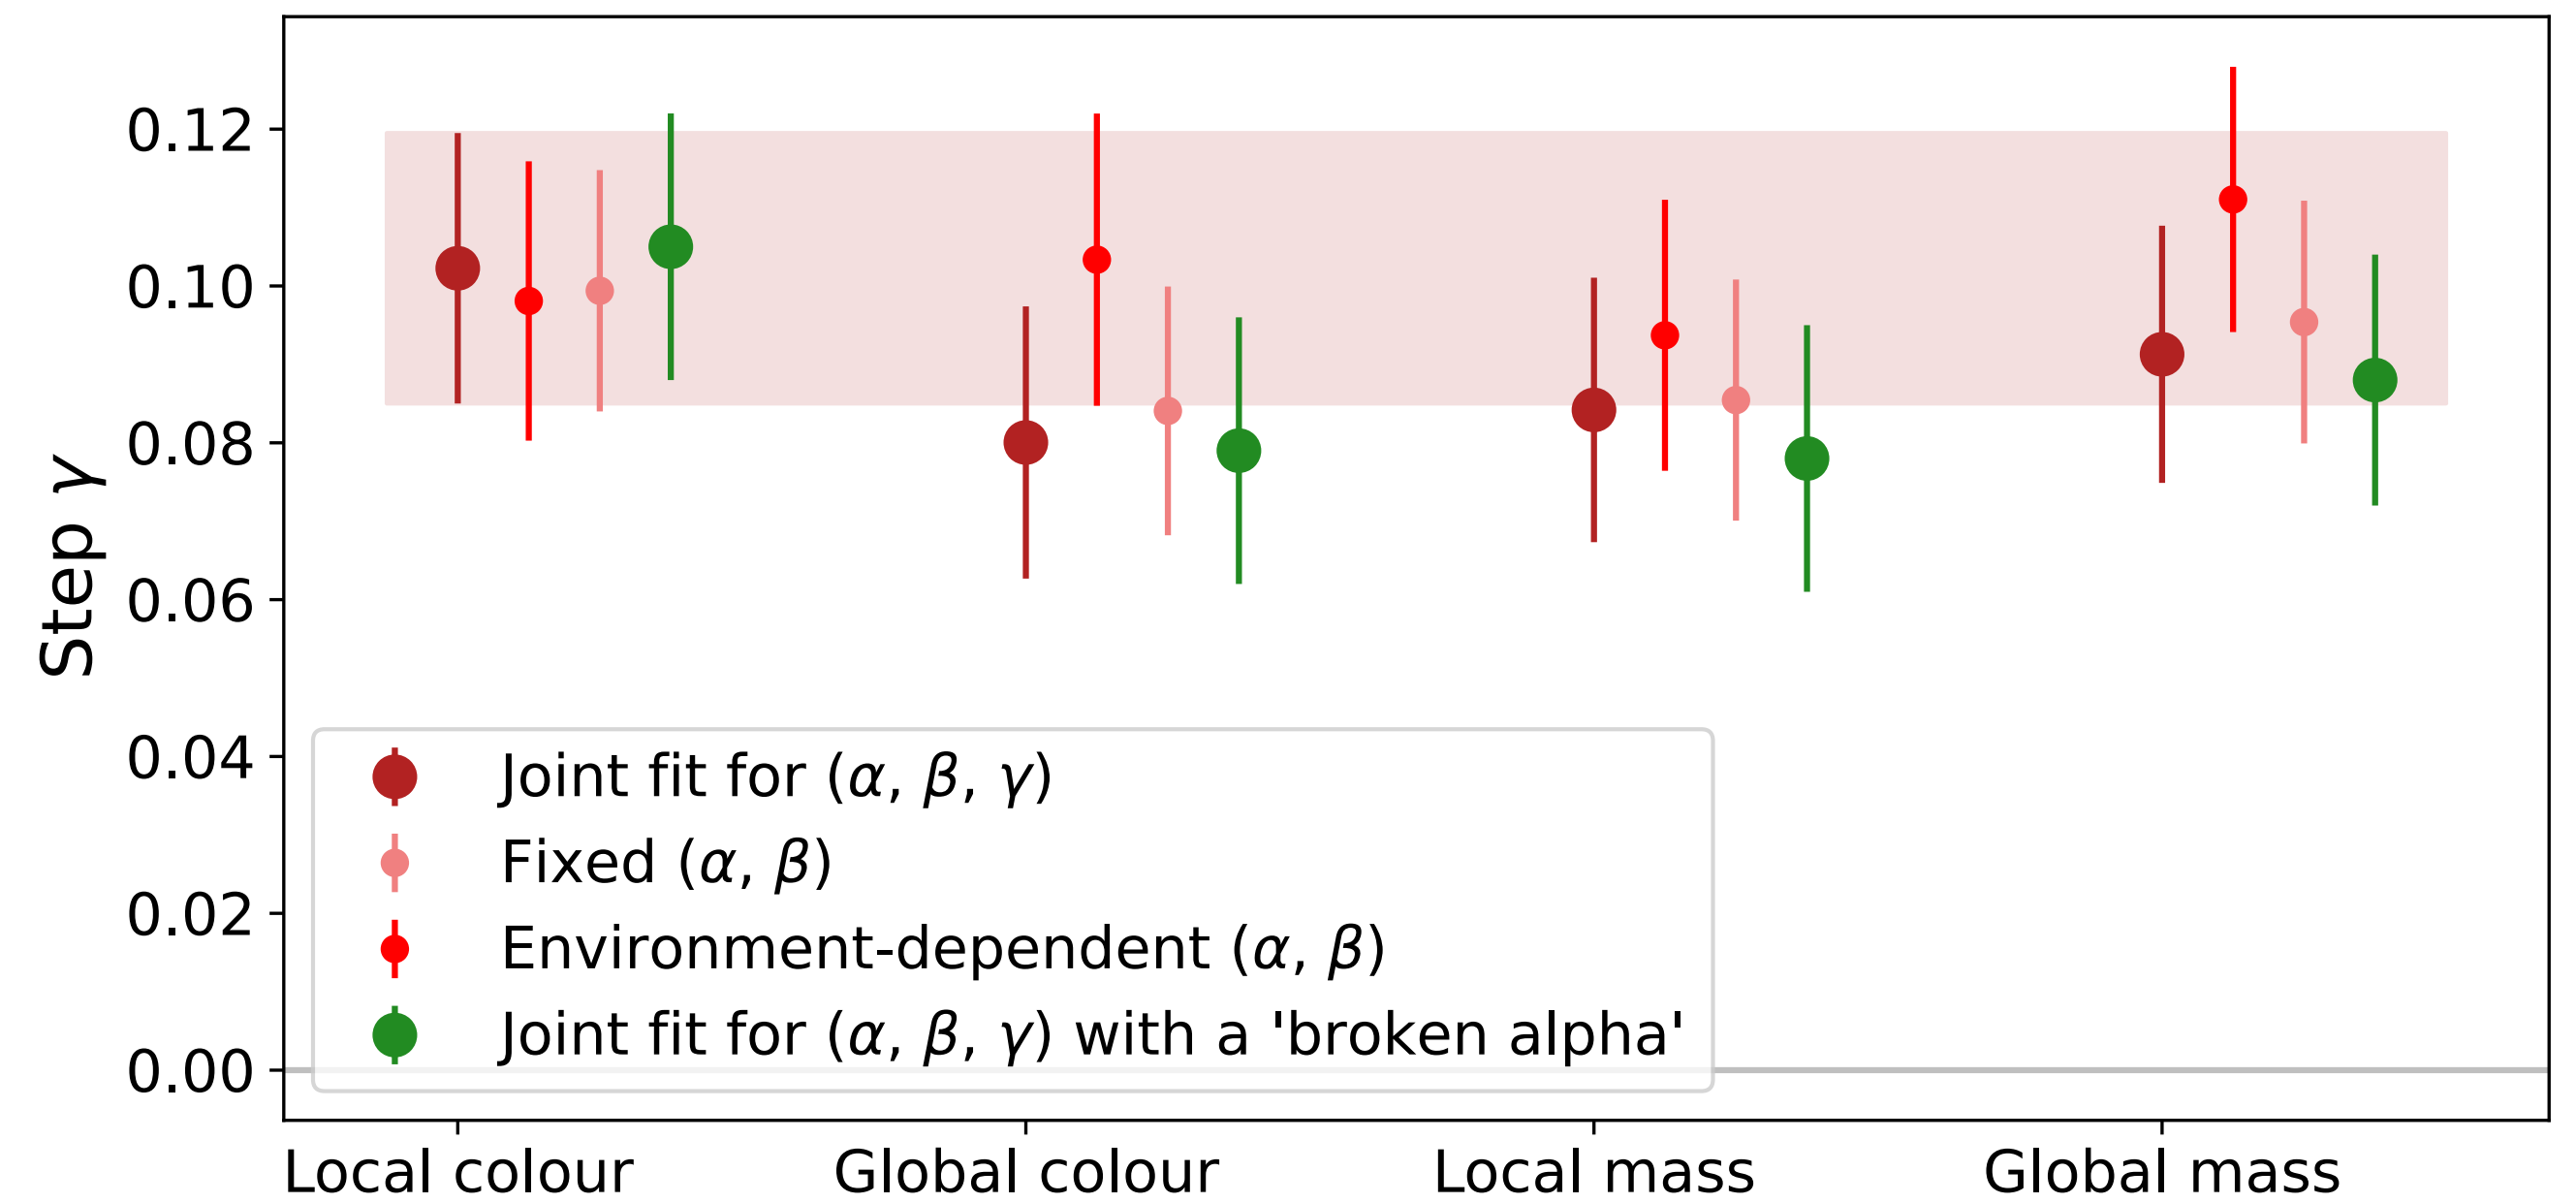 Step γ
0.12
0.10
0.08
0.06
0.04
0.02
0.00
Joint fit for (α, β, γ)
Fixed (α, β)
Environment-dependent (α, β)
Joint fit for (α, β, γ) with a 'broken alpha'
Local colour Global colour Local mass Global mass